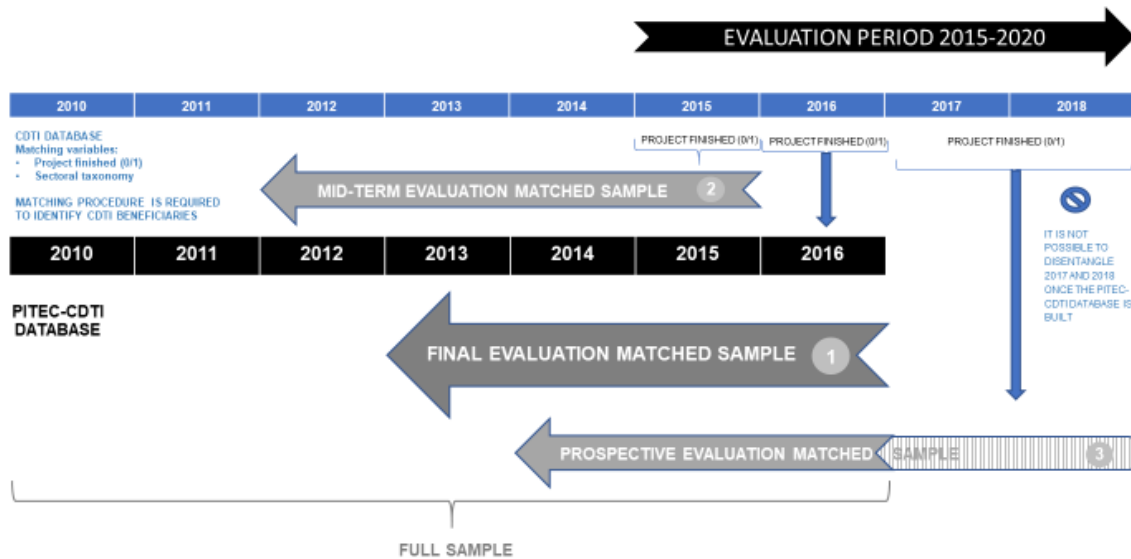 EVALUATION PERIOD 2015-2020
2010 2011 2012 2013 2014 2015 2016 2017 2018
CDTI DATABASE
Matching variables:
• Project finished (0/1)
• Sectoral taxonomy
MATCHING PROCEDURE IS REQUIRED
TO IDENTIFY CDTI BENEFICIARIES
PROJECT FINISHED (0/1)
PROJECT FINISHED (0/1)
PROJECT FINISHED (0/1)
MID-TERM EVALUATION MATCHED SAMPLE 2
IT IS NOT
POSSIBLE TO
DISENTANGLE
2017 AND 2018
ONCE THE PITEC-
CDTI DATABASE IS
BUILT
2010 2011 2012 2013 2014 2015 2016
PITEC-CDTI
DATABASE
FINAL EVALUATION MATCHED SAMPLE 1
PROSPECTIVE EVALUATION MATCHED SAMPLE 3
FULL SAMPLE